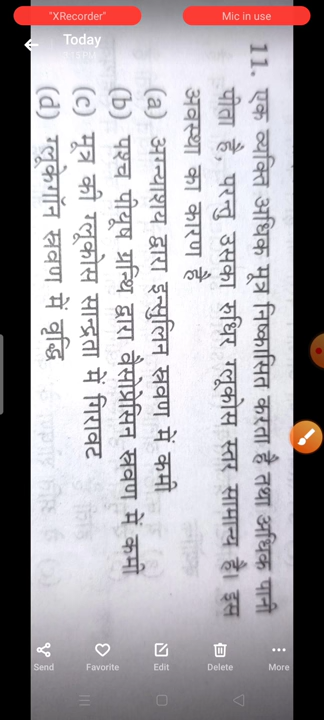 "XRecorder"
Mic in use
Today
11. एक व्यक्ति अधिक मूत्र निष्कासित करता है तथा अधिक पानी
पीता है, परन्तु उसका रुधिर ग्लूकोस स्तर सामान्य है। इस
अवस्था का कारण है
(a) अग्न्याशय द्वारा इन्सुलिन स्रवण में कमी
(b) पश्च पीयूष ग्रन्थि द्वारा वैसोप्रेसिन स्रवण में कमी
(c) मूत्र की ग्लूकोस सान्द्रता में गिरावट
(d) ग्लूकेगॉन स्रवण में वृद्धि
Send
Favorite
Edit
Delete
More